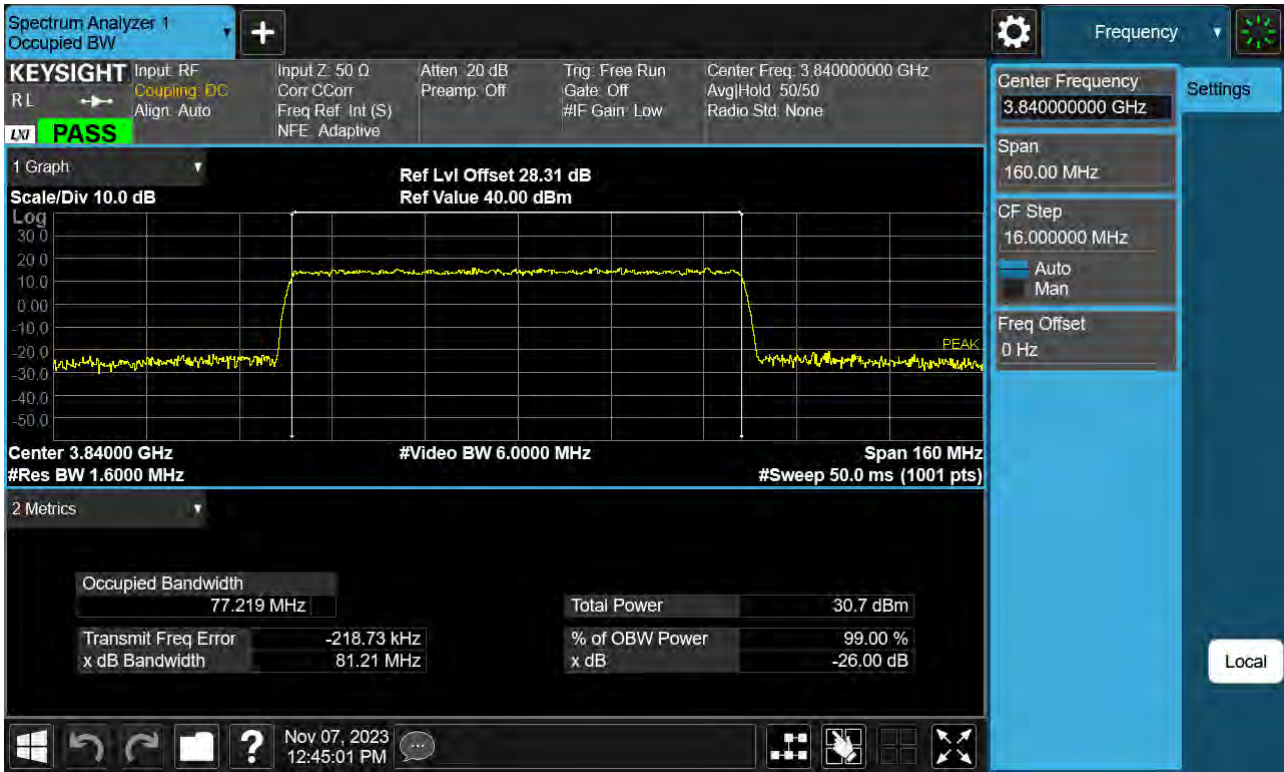 Spectrum Analyzer 1
Occupied BW
+
Frequency
KEYSIGHT
RL
LXI
PASS
Input: RF
Coupling: DC
Align: Auto
Input Z: 50 Ω
Corr CCorr
Freq Ref: Int (S)
NFE: Adaptive
Atten: 20 dB
Preamp: Off
Trig: Free Run
Gate: Off
#IF Gain: Low
Center Freq: 3.840000000 GHz
Avg|Hold: 50/50
Radio Std: None
Center Frequency
3.840000000 GHz
Settings
Span
160.00 MHz
CF Step
16.000000 MHz
Auto
Man
Freq Offset
0 Hz
1 Graph
Scale/Div 10.0 dB
Ref Lvl Offset 28.31 dB
Ref Value 40.00 dBm
Log
30.0
20.0
10.0
0.00
-10.0
-20.0
-30.0
-40.0
-50.0
PEAK
Center 3.84000 GHz
#Res BW 1.6000 MHz
#Video BW 6.0000 MHz
Span 160 MHz
#Sweep 50.0 ms (1001 pts)
2 Metrics
Occupied Bandwidth
77.219 MHz
Total Power 30.7 dBm
Transmit Freq Error -218.73 kHz
% of OBW Power 99.00 %
x dB Bandwidth 81.21 MHz
x dB -26.00 dB
Local
?
Nov 07, 2023
12:45:01 PM